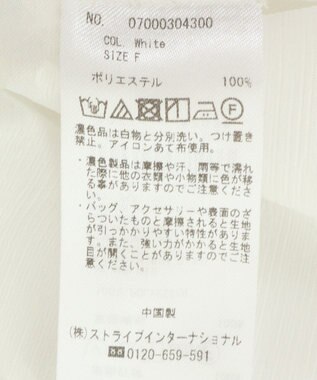 NO. 07000304300
COL White
SIZE F
ポリエステル 100%
濃色品は白物と分別洗い。つけ置き
禁止。アイロンあて布使用。
・濃色製品は摩擦や汗、雨等で濡れ
た際に他の衣類や小物類に色が移
る事がありますのでご注意くださ
い。
・バッグ、アクセサリーや表面のざ
らついたものと摩擦されると生地
が引っかかりやすい特性がありま
す。また、強い力がかかると生地
目が開くことがありますのでご注
意ください。
中国製
(株)ストライプインターナショナル
0120-659-591